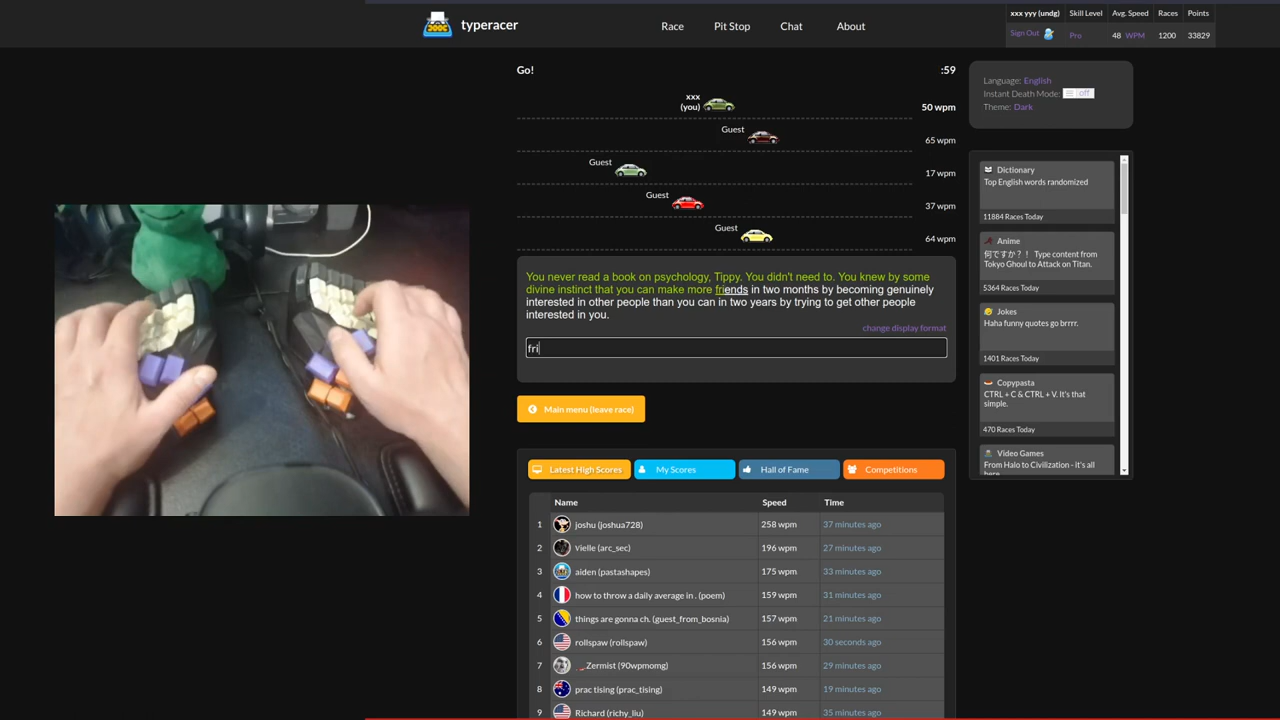 typeracer
Race Pit Stop Chat About
xxx yyy (undg) Skill Level Avg. Speed Races Points
Sign Out Pro 48 WPM 1200 33829
Go! :59
xxx
(you) 50 wpm
Guest
65 wpm
Guest
17 wpm
Guest
37 wpm
Guest
64 wpm
You never read a book on psychology, Tippy. You didn't need to. You knew by some
divine instinct that you can make more friends in two months by becoming genuinely
interested in other people than you can in two years by trying to get other people
interested in you.
change display format
fri
Main menu (leave race)
Latest High Scores My Scores Hall of Fame Competitions
Name Speed Time
1 joshu (joshua728) 258 wpm 37 minutes ago
2 Vielle (arc_sec) 196 wpm 27 minutes ago
3 aiden (pastashapes) 175 wpm 33 minutes ago
4 how to throw a daily average in . (poem) 159 wpm 31 minutes ago
5 things are gonna ch. (guest_from_bosnia) 157 wpm 21 minutes ago
6 rollspaw (rollspaw) 156 wpm 30 seconds ago
7 Zermist (90wpmomg) 156 wpm 29 minutes ago
8 prac tising (prac_tising) 149 wpm 19 minutes ago
9 Richard (richy_liu) 149 wpm 35 minutes ago
Language: English
Instant Death Mode: off
Theme: Dark
Dictionary
Top English words randomized
11884 Races Today
Anime
何ですか？！ Type content from
Tokyo Ghoul to Attack on Titan.
5364 Races Today
Jokes
Haha funny quotes go brrrr.
1401 Races Today
Copypasta
CTRL + C & CTRL + V. It's that
simple.
470 Races Today
Video Games
From Halo to Civilization - it's all
here